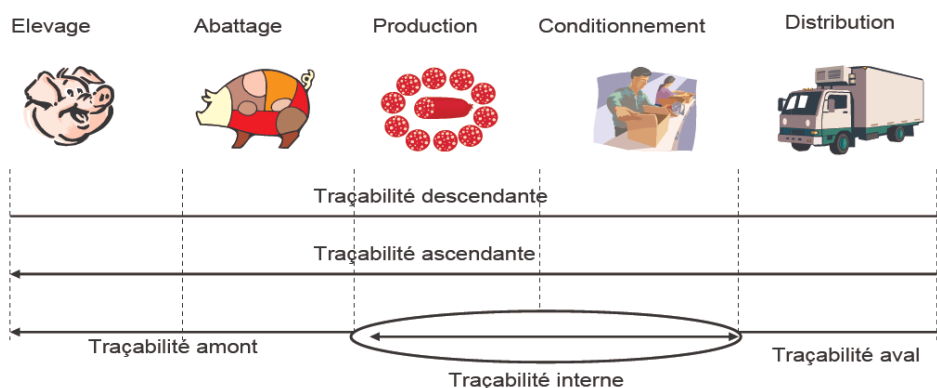 Elevage
Abattage
Production
Conditionnement
Distribution
Traçabilité descendante
Traçabilité ascendante
Traçabilité amont
Traçabilité interne
Traçabilité aval